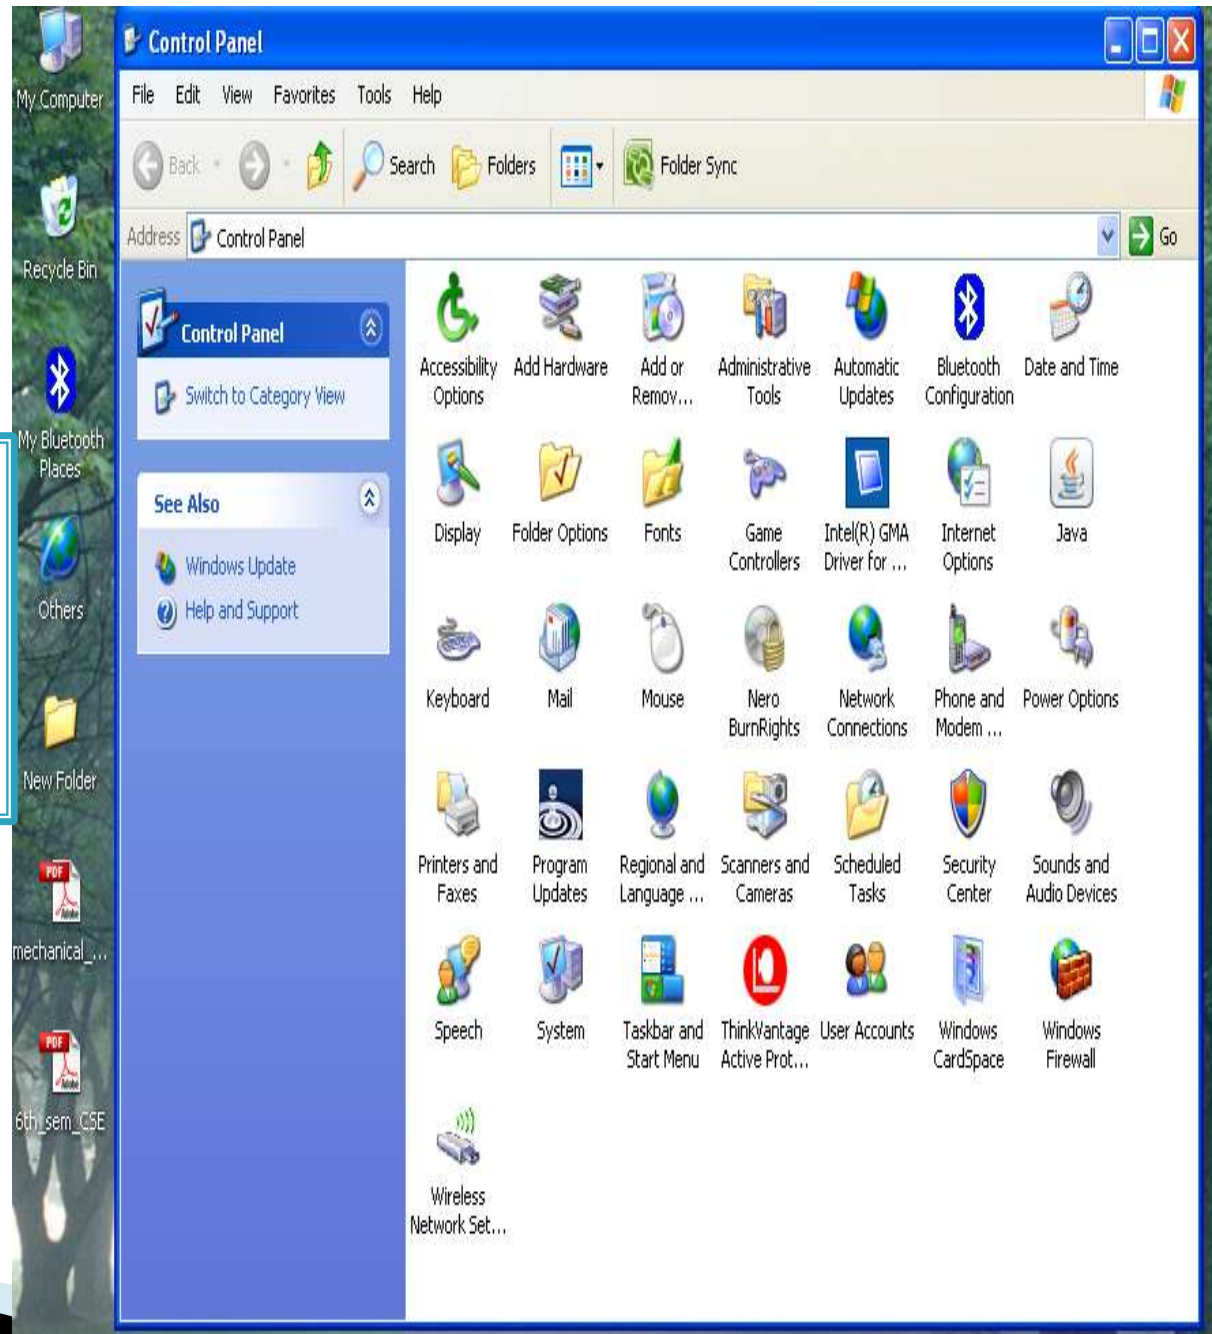 My Computer
Recycle Bin
My Bluetooth
Places
Others
New Folder
PDF
Adobe
mechanical_...
PDF
Adobe
6th_sem_CSE
Control Panel
File Edit View Favorites Tools Help
Back Search Folders Folder Sync
Address Control Panel Go
Control Panel
Switch to Category View
See Also
Windows Update
Help and Support
Accessibility
Options
Add Hardware
Add or
Remov...
Administrative
Tools
Automatic
Updates
Bluetooth
Configuration
Date and Time
Display
Folder Options
Fonts
Game
Controllers
Intel(R) GMA
Driver for ...
Internet
Options
Java
Keyboard
Mail
Mouse
Nero
BurnRights
Network
Connections
Phone and
Modem ...
Power Options
Printers and
Faxes
Program
Updates
Regional and
Language ...
Scanners and
Cameras
Scheduled
Tasks
Security
Center
Sounds and
Audio Devices
Speech
System
Taskbar and
Start Menu
ThinkVantage
Active Prot...
User Accounts
Windows
CardSpace
Windows
Firewall
Wireless
Network Set...